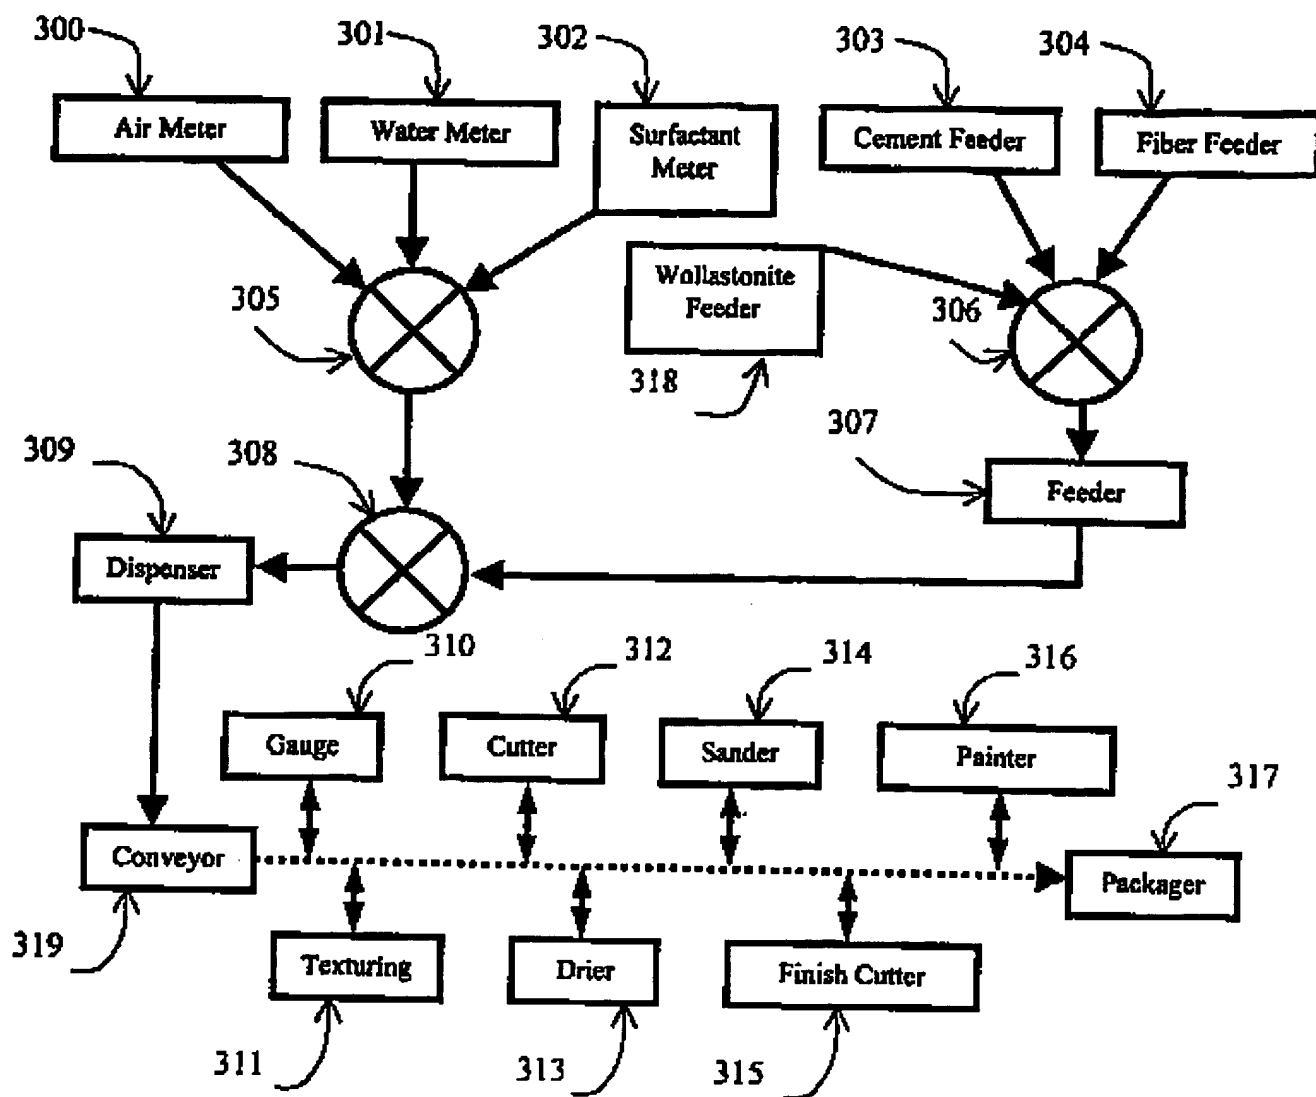 300
301
302
303
304
Air Meter
Water Meter
Surfactant
Meter
Cement Feeder
Fiber Feeder
305
Wollastonite
Feeder
306
318
307
309
308
Feeder
Dispenser
310
312
314
316
Gauge
Cutter
Sander
Painter
317
Conveyor
Packager
319
Texturing
Drier
Finish Cutter
311
313
315